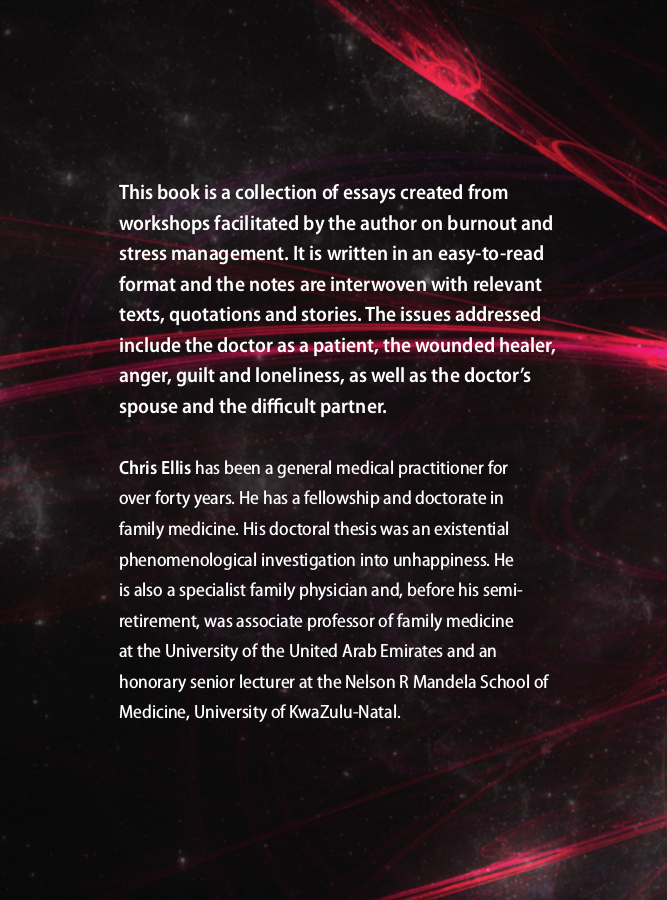 This book is a collection of essays created from
workshops facilitated by the author on burnout and
stress management. It is written in an easy-to-read
format and the notes are interwoven with relevant
texts, quotations and stories. The issues addressed
include the doctor as a patient, the wounded healer,
anger, guilt and loneliness, as well as the doctor’s
spouse and the difficult partner.
Chris Ellis has been a general medical practitioner for
over forty years. He has a fellowship and doctorate in
family medicine. His doctoral thesis was an existential
phenomenological investigation into unhappiness. He
is also a specialist family physician and, before his semi-
retirement, was associate professor of family medicine
at the University of the United Arab Emirates and an
honorary senior lecturer at the Nelson R Mandela School of
Medicine, University of KwaZulu-Natal.